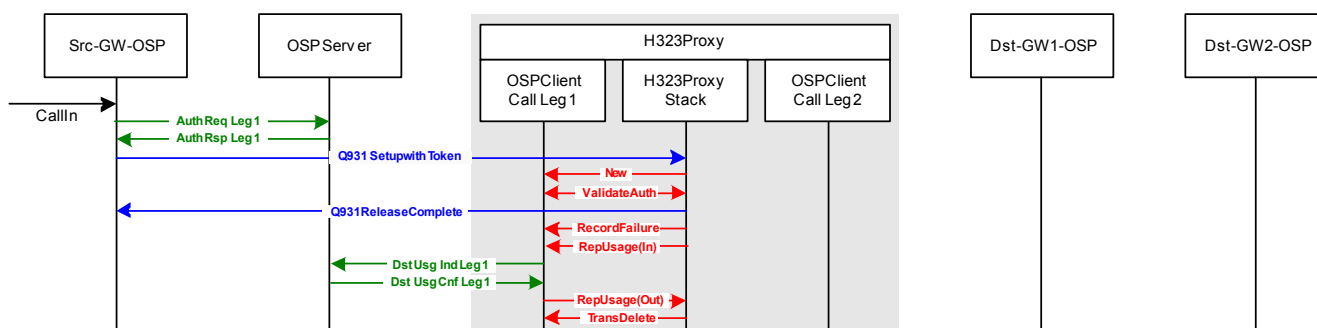 Src-GW-OSP
OSPServer
H323Proxy
Dst-GW1-OSP
Dst-GW2-OSP
OSPClient
Call Leg1
H323Proxy
Stack
OSPClient
Call Leg2
CallIn
AuthReq Leg1
AuthRsp Leg1
Q931SetupwithToken
New
ValidateAuth
Q931ReleaseComplete
RecordFailure
RepUsage(In)
DstUsg IndLeg1
Dst UsgCnf Leg1
RepUsage(Out)
TransDelete